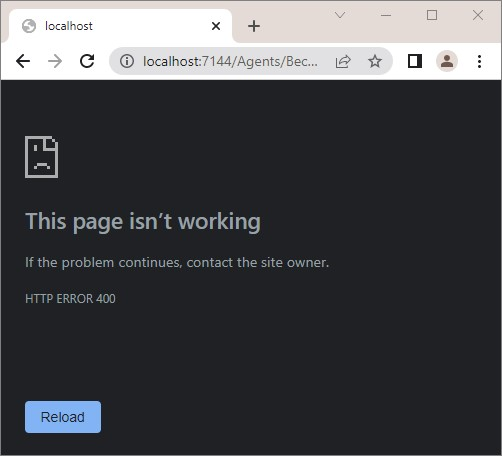 localhost
localhost:7144/Agents/Bec...
This page isn’t working
If the problem continues, contact the site owner.
HTTP ERROR 400
Reload